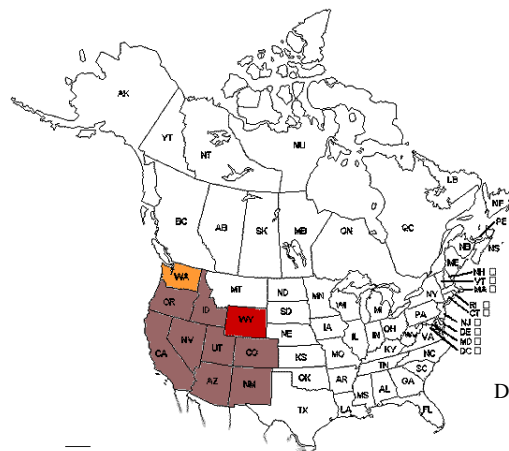 AK
YT
NT
NU
BC
AB
SK
MB
ON
QC
LB
NF
PE
NB
NS
ME
WA
MT
ND
MN
OR
ID
WY
SD
WI
MI
NY
NH
VT
MA
RI
CT
NJ
DE
MD
DC
CA
NV
UT
CO
NE
IA
IL
IN
OH
PA
WV
VA
KS
MO
KY
NC
AZ
NM
OK
AR
TN
SC
TX
LA
MS
AL
GA
FL
D